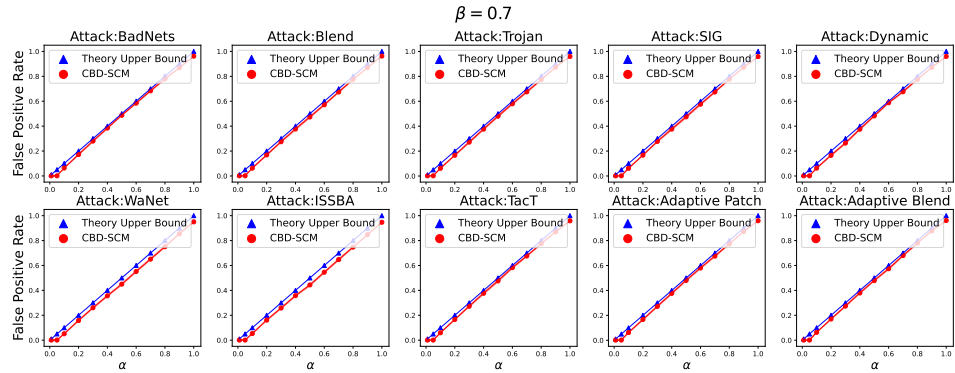 β = 0.7
Attack:BadNets Attack:Blend Attack:Trojan Attack:SIG Attack:Dynamic
False Positive Rate
1.0
0.8
0.6
0.4
0.2
0.0
Theory Upper Bound
CBD-SCM
Theory Upper Bound
CBD-SCM
Theory Upper Bound
CBD-SCM
Theory Upper Bound
CBD-SCM
Theory Upper Bound
CBD-SCM
0.0 0.2 0.4 0.6 0.8 1.0
0.0 0.2 0.4 0.6 0.8 1.0
0.0 0.2 0.4 0.6 0.8 1.0
0.0 0.2 0.4 0.6 0.8 1.0
0.0 0.2 0.4 0.6 0.8 1.0
Attack:WaNet Attack:ISSBA Attack:TacT Attack:Adaptive Patch Attack:Adaptive Blend
False Positive Rate
1.0
0.8
0.6
0.4
0.2
0.0
Theory Upper Bound
CBD-SCM
Theory Upper Bound
CBD-SCM
Theory Upper Bound
CBD-SCM
Theory Upper Bound
CBD-SCM
Theory Upper Bound
CBD-SCM
0.0 0.2 0.4 0.6 0.8 1.0
0.0 0.2 0.4 0.6 0.8 1.0
0.0 0.2 0.4 0.6 0.8 1.0
0.0 0.2 0.4 0.6 0.8 1.0
0.0 0.2 0.4 0.6 0.8 1.0
α α α α α